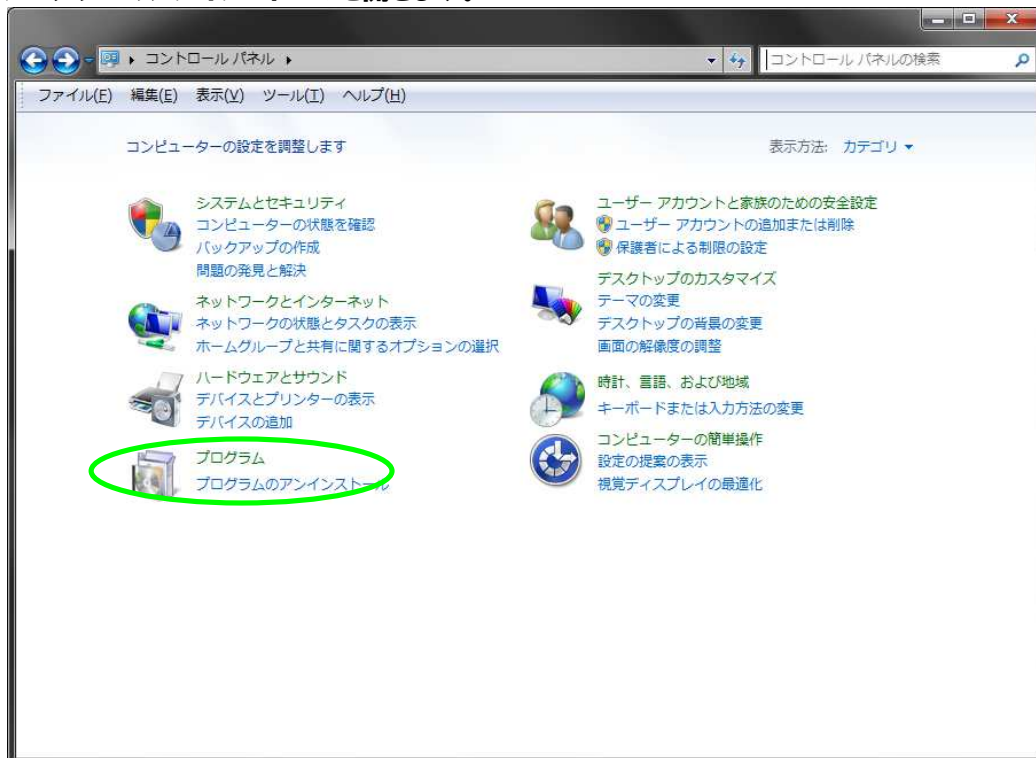 を開きます。
コントロール パネル
コントロール パネルの検索
ファイル(F) 編集(E) 表示(V) ツール(T) ヘルプ(H)
コンピューターの設定を調整します
表示方法: カテゴリ
システムとセキュリティ
コンピューターの状態を確認
バックアップの作成
問題の発見と解決
ネットワークとインターネット
ネットワークの状態とタスクの表示
ホームグループと共有に関するオプションの選択
ハードウェアとサウンド
デバイスとプリンターの表示
デバイスの追加
プログラム
プログラムのアンインストール
ユーザー アカウントと家族のための安全設定
ユーザー アカウントの追加または削除
保護者による制限の設定
デスクトップのカスタマイズ
テーマの変更
デスクトップの背景の変更
画面の解像度の調整
時計、言語、および地域
キーボードまたは入力方法の変更
コンピューターの簡単操作
設定の提案の表示
視覚ディスプレイの最適化